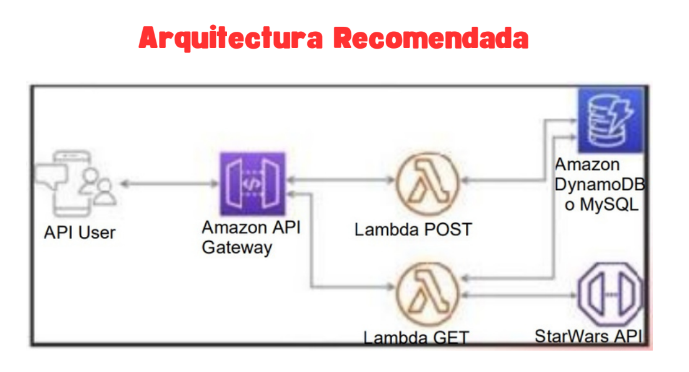 Arquitectura Recomendada
API User
Amazon API
Gateway
Lambda POST
Lambda GET
Amazon
DynamoDB
o MySQL
StarWars API